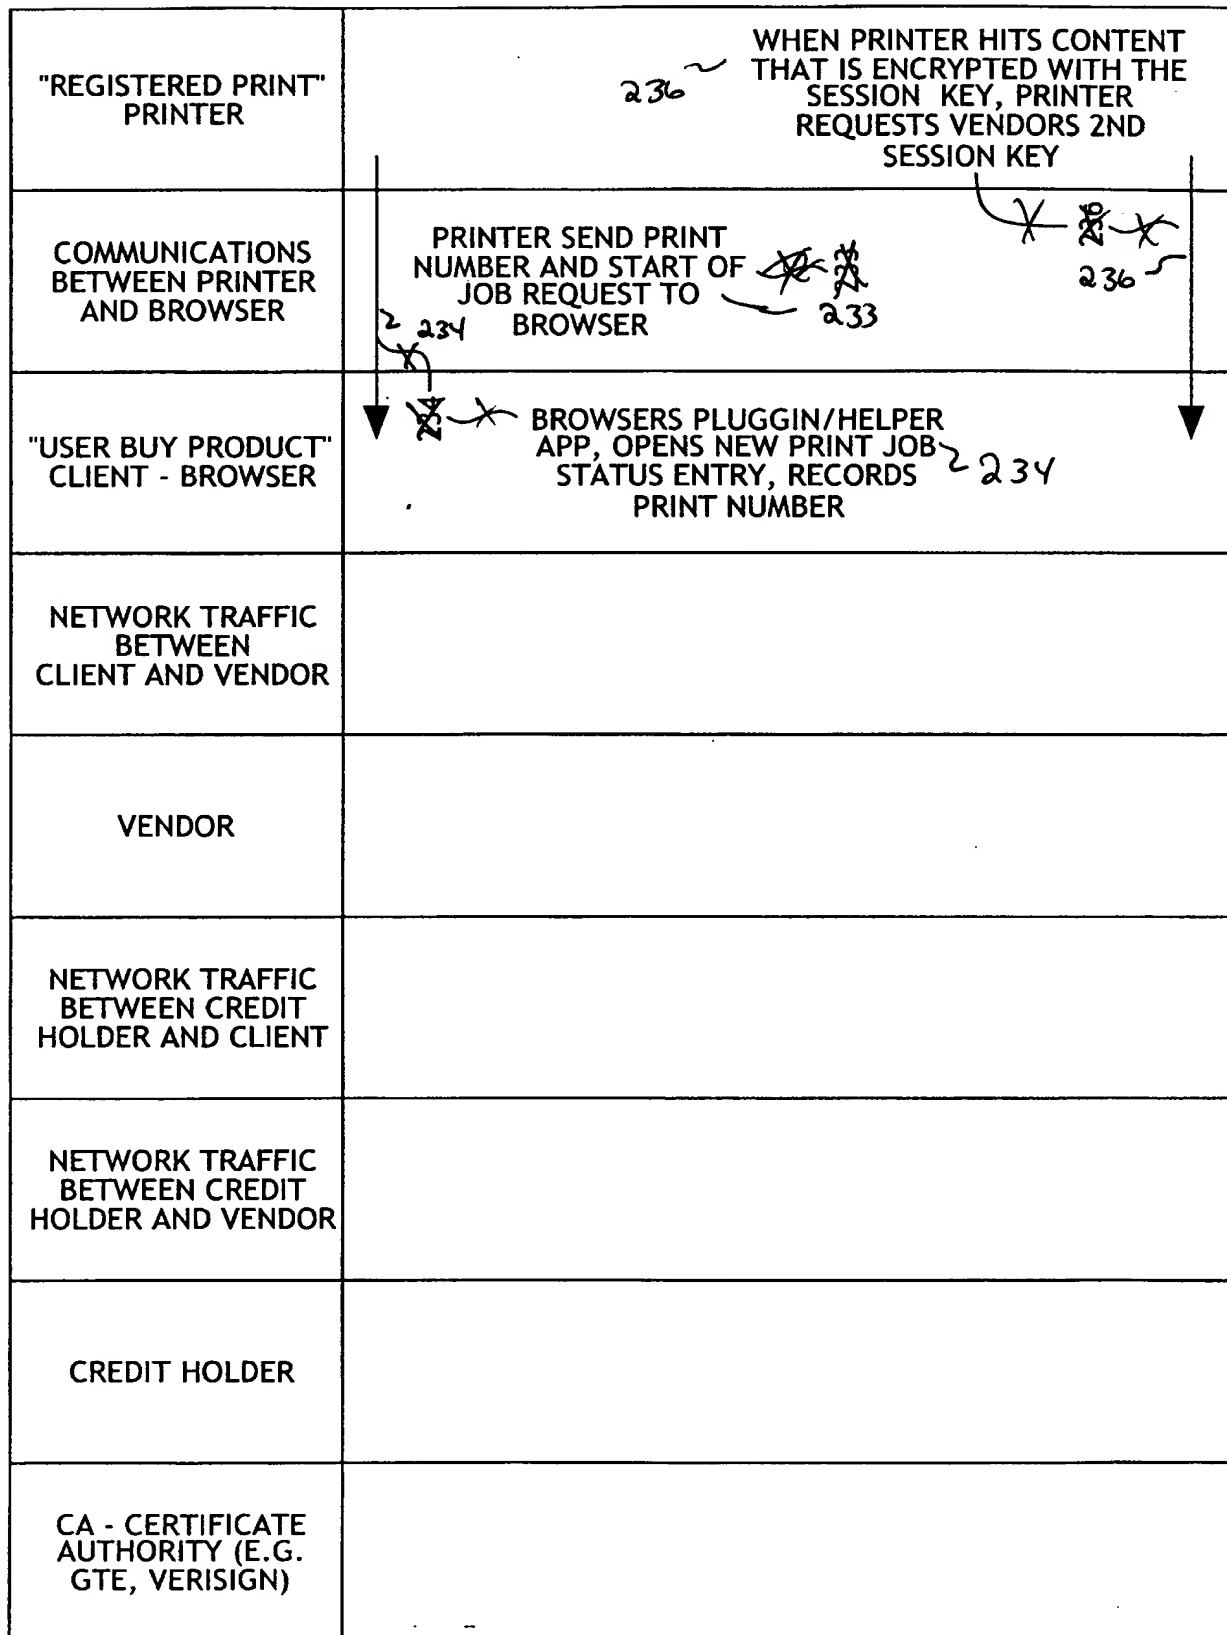 "REGISTERED PRINT"
PRINTER
236
WHEN PRINTER HITS CONTENT
THAT IS ENCRYPTED WITH THE
SESSION KEY, PRINTER
REQUESTS VENDORS 2ND
SESSION KEY
COMMUNICATIONS
BETWEEN PRINTER
AND BROWSER
PRINTER SEND PRINT
NUMBER AND START OF
JOB REQUEST TO
BROWSER
233
234
236
"USER BUY PRODUCT"
CLIENT - BROWSER
BROWSERS PLUGGIN/HELPER
APP, OPENS NEW PRINT JOB
STATUS ENTRY, RECORDS
PRINT NUMBER
234
NETWORK TRAFFIC
BETWEEN
CLIENT AND VENDOR
VENDOR
NETWORK TRAFFIC
BETWEEN CREDIT
HOLDER AND CLIENT
NETWORK TRAFFIC
BETWEEN CREDIT
HOLDER AND VENDOR
CREDIT HOLDER
CA - CERTIFICATE
AUTHORITY (E.G.
GTE, VERISIGN)